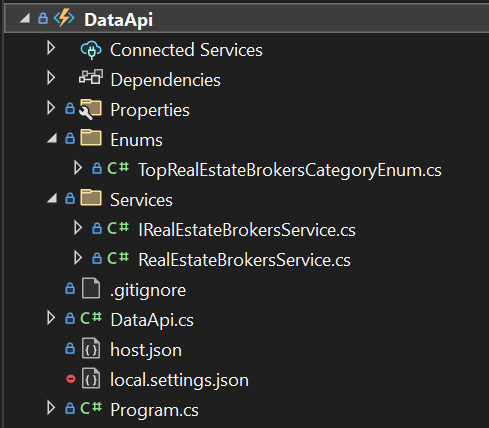 DataApi
Connected Services
Dependencies
Properties
Enums
C# TopRealEstateBrokersCategoryEnum.cs
Services
C# IRealEstateBrokersService.cs
C# RealEstateBrokersService.cs
.gitignore
C# DataApi.cs
host.json
local.settings.json
C# Program.cs